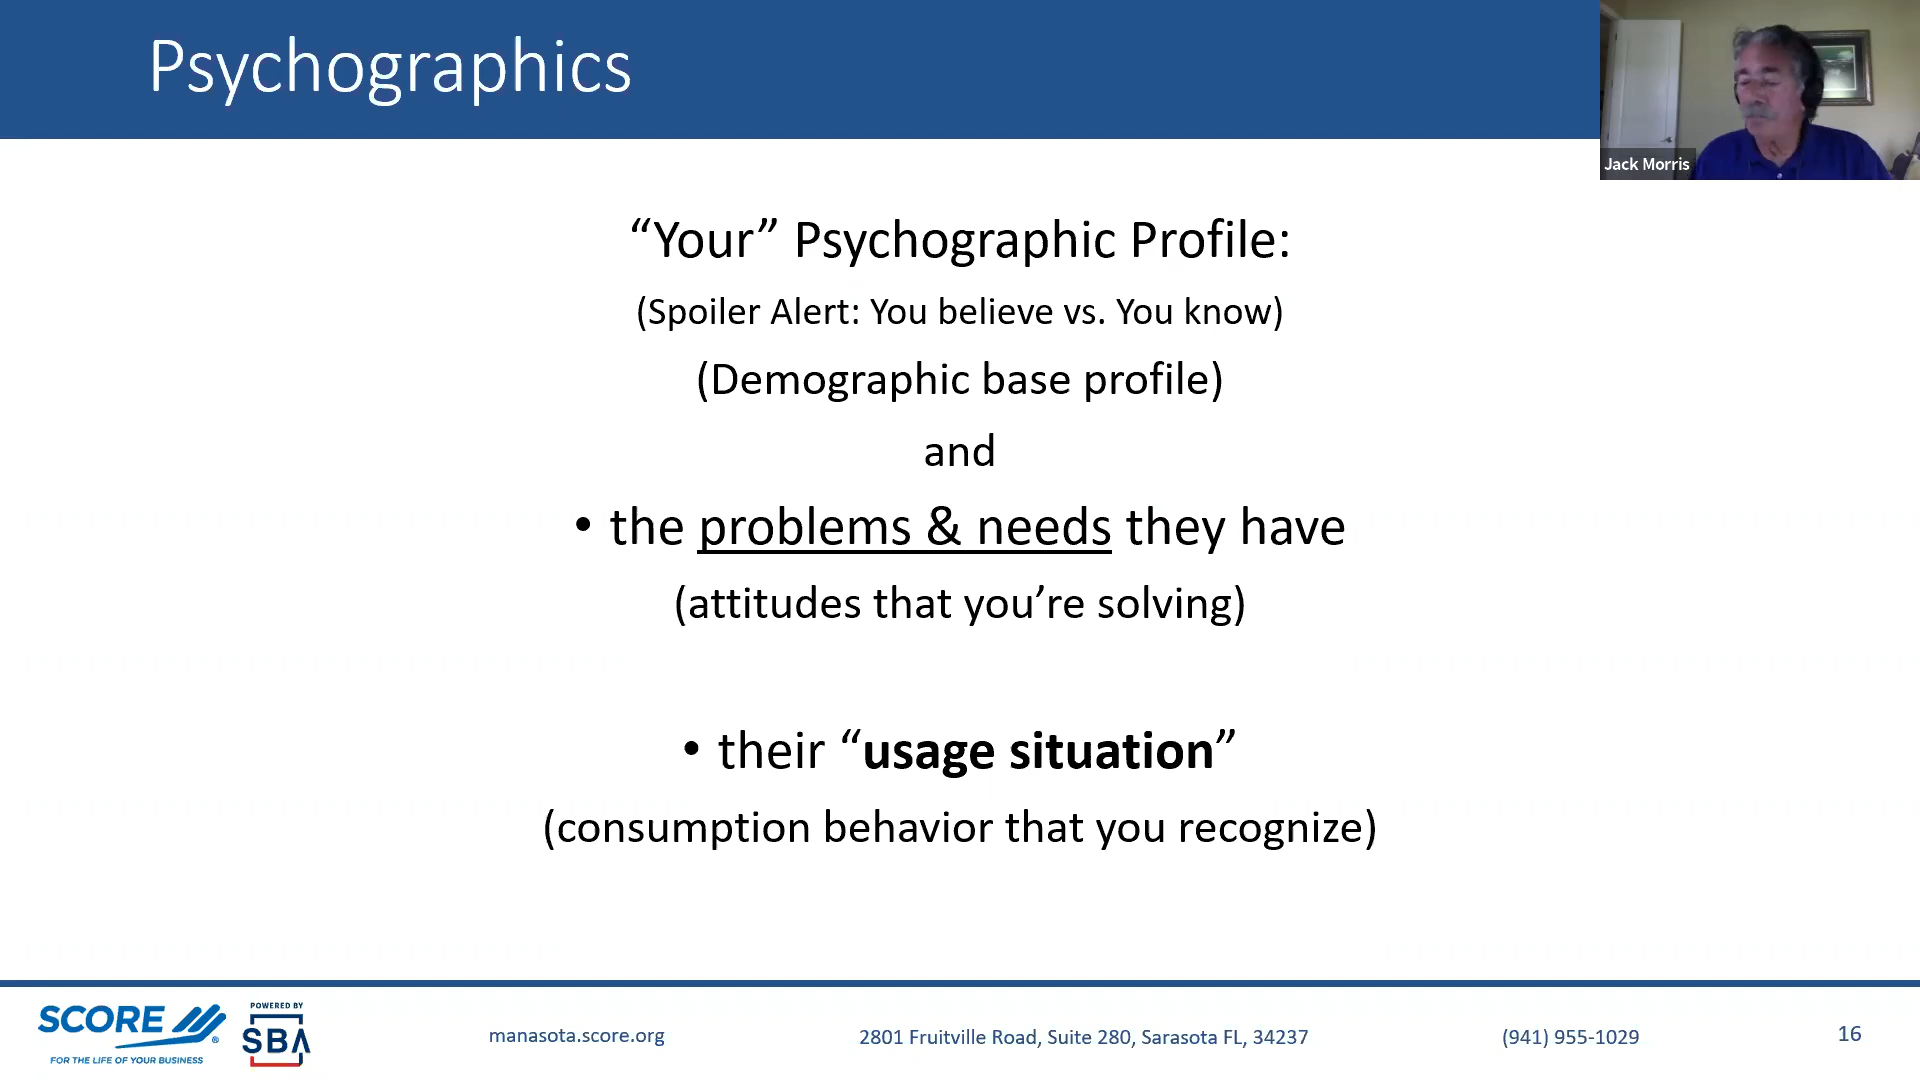 Psychographics
Jack Morris
“Your” Psychographic Profile:
(Spoiler Alert: You believe vs. You know)
(Demographic base profile)
and
• the problems & needs they have
(attitudes that you’re solving)
• their “usage situation”
(consumption behavior that you recognize)
SCORE ®
FOR THE LIFE OF YOUR BUSINESS
POWERED BY
SBA
manasota.score.org
2801 Fruitville Road, Suite 280, Sarasota FL, 34237
(941) 955-1029
16